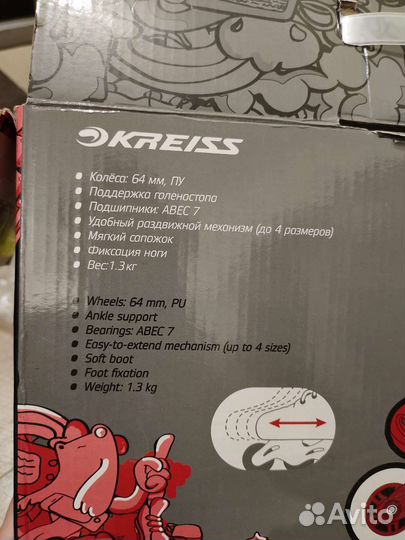 KREISS
• Колёса: 64 мм, ПУ
• Поддержка голеностопа
• Подшипники: ABEC 7
• Удобный раздвижной механизм (до 4 размеров)
• Мягкий сапожок
• Фиксация ноги
• Вес:1.3 кг
• Wheels: 64 mm, PU
• Ankle support
• Bearings: ABEC 7
• Easy-to-extend mechanism (up to 4 sizes)
• Soft boot
• Foot fixation
• Weight: 1.3 kg
Avito